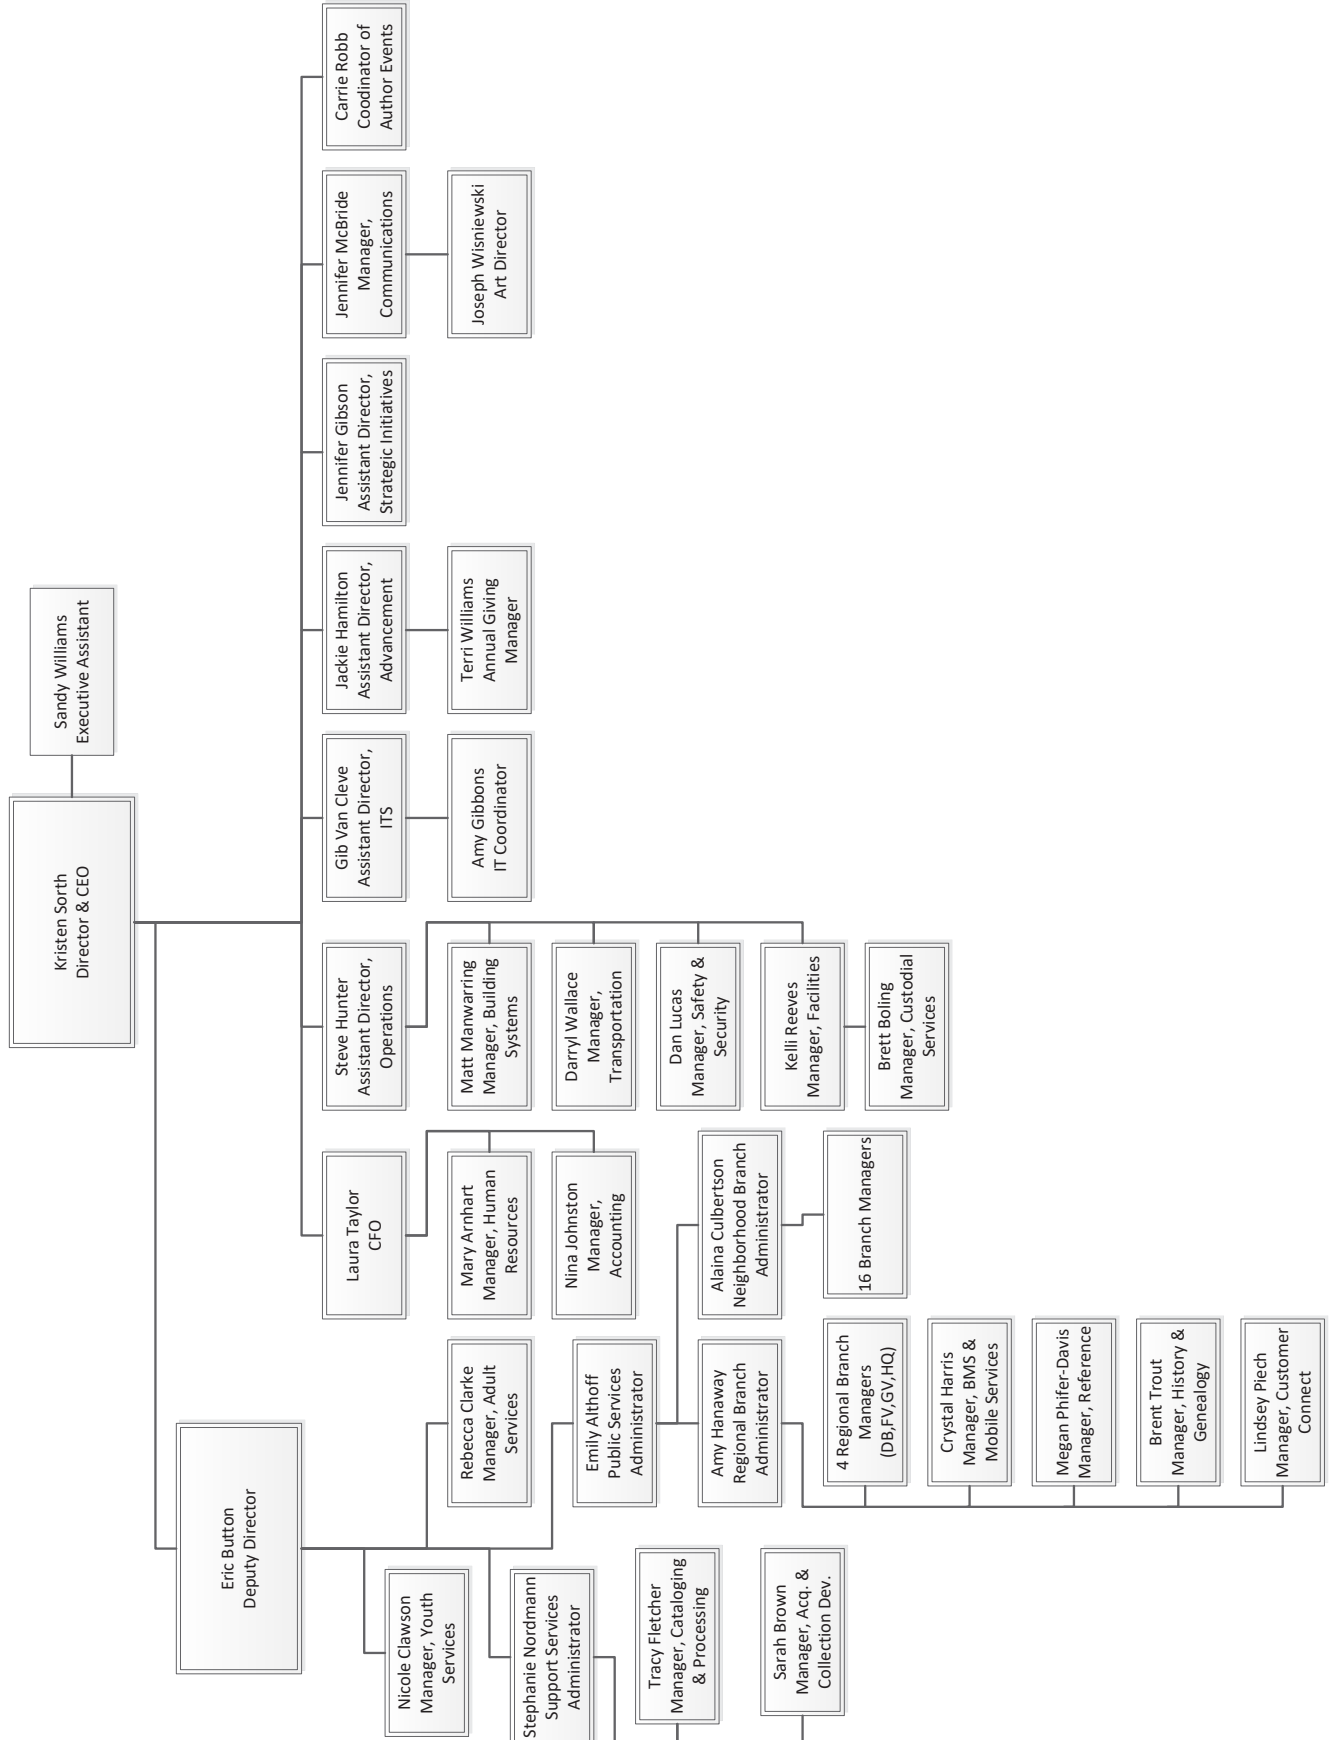 Kristen Sorth
Director & CEO
Sandy Williams
Executive Assistant
Eric Button
Deputy Director
Nicole Clawson
Manager, Youth
Services
Stephanie Nordmann
Support Services
Administrator
Tracy Fletcher
Manager, Cataloging
& Processing
Sarah Brown
Manager, Acq. &
Collection Dev.
Rebecca Clarke
Manager, Adult
Services
Emily Althoff
Public Services
Administrator
Amy Hanaway
Regional Branch
Administrator
4 Regional Branch
Managers
(DB,FV,GV,HQ)
Crystal Harris
Manager, BMS &
Mobile Services
Megan Phifer-Davis
Manager, Reference
Brent Trout
Manager, History &
Genealogy
Lindsey Piech
Manager, Customer
Connect
Alaina Culbertson
Neighborhood Branch
Administrator
16 Branch Managers
Laura Taylor
CFO
Mary Arnhart
Manager, Human
Resources
Nina Johnston
Manager,
Accounting
Steve Hunter
Assistant Director,
Operations
Matt Manwarring
Manager, Building
Systems
Darryl Wallace
Manager,
Transportation
Dan Lucas
Manager, Safety &
Security
Kelli Reeves
Manager, Facilities
Brett Boling
Manager, Custodial
Services
Gib Van Cleve
Assistant Director,
ITS
Amy Gibbons
IT Coordinator
Jackie Hamilton
Assistant Director,
Advancement
Terri Williams
Annual Giving
Manager
Jennifer Gibson
Assistant Director,
Strategic Initiatives
Jennifer McBride
Manager,
Communications
Joseph Wisniewski
Art Director
Carrie Robb
Coodinator of
Author Events